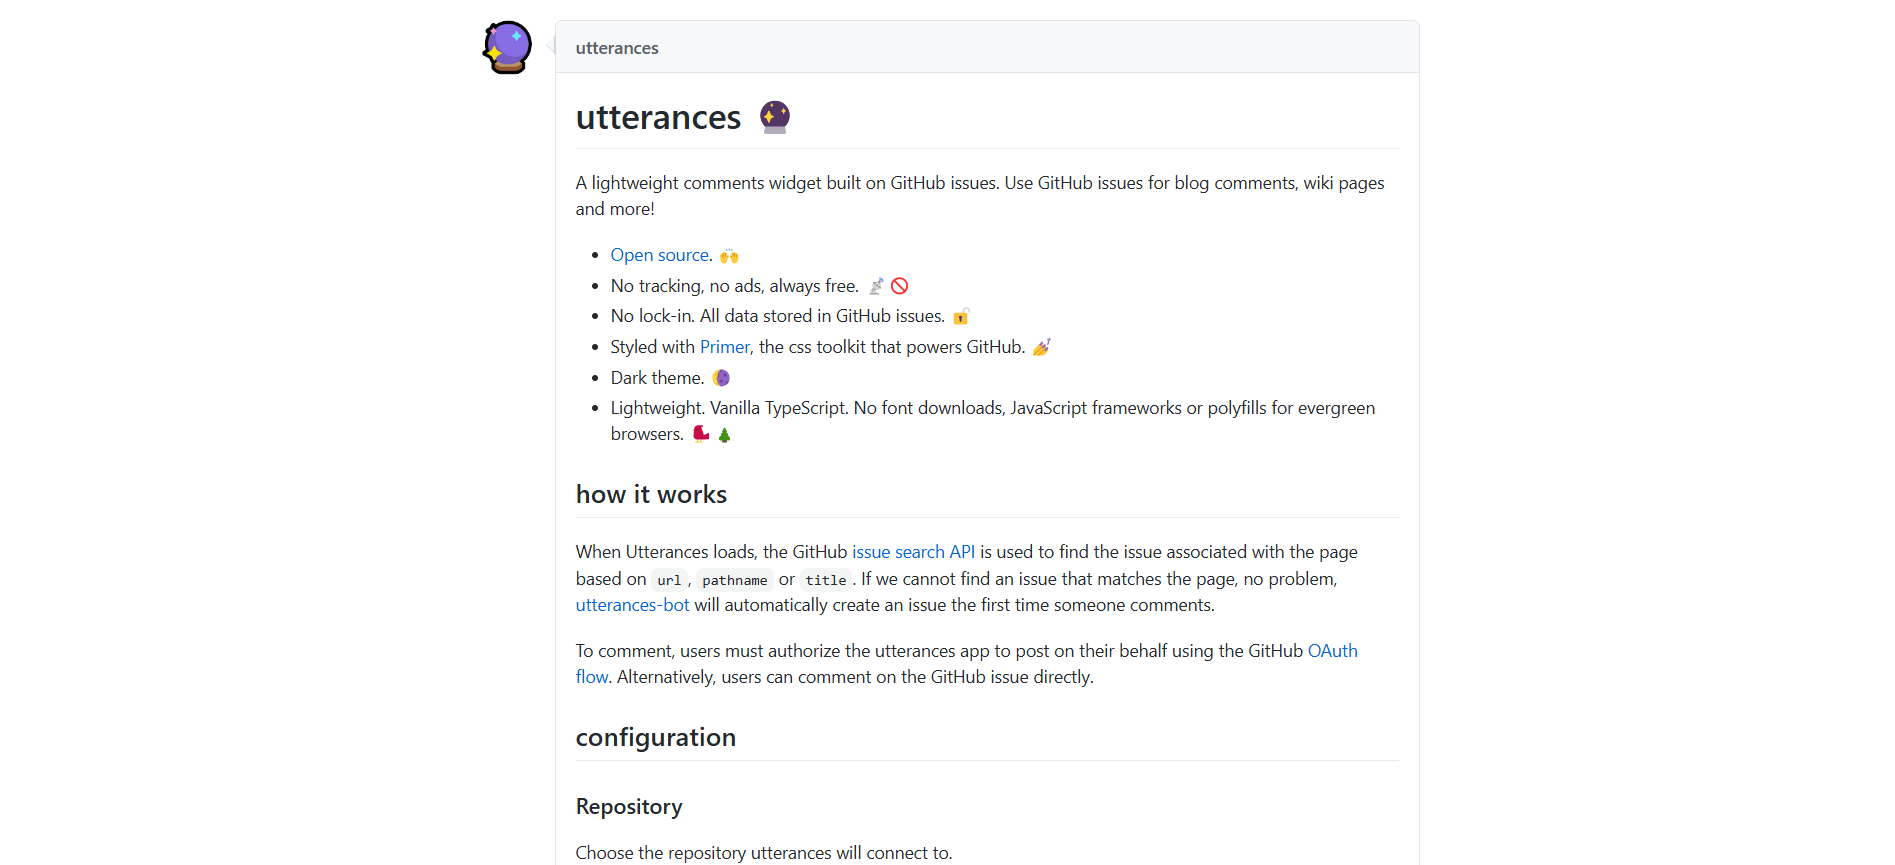 utterances
utterances 🔮
A lightweight comments widget built on GitHub issues. Use GitHub issues for blog comments, wiki pages
and more!
• Open source. 🙌
• No tracking, no ads, always free. 📡🚫
• No lock-in. All data stored in GitHub issues. 🔓
• Styled with Primer, the css toolkit that powers GitHub. 💅
• Dark theme. 🌘
• Lightweight. Vanilla TypeScript. No font downloads, JavaScript frameworks or polyfills for evergreen
browsers. 🐦🌲
how it works
When Utterances loads, the GitHub issue search API is used to find the issue associated with the page
based on url, pathname or title. If we cannot find an issue that matches the page, no problem,
utterances-bot will automatically create an issue the first time someone comments.
To comment, users must authorize the utterances app to post on their behalf using the GitHub OAuth
flow. Alternatively, users can comment on the GitHub issue directly.
configuration
Repository
Choose the repository utterances will connect to.